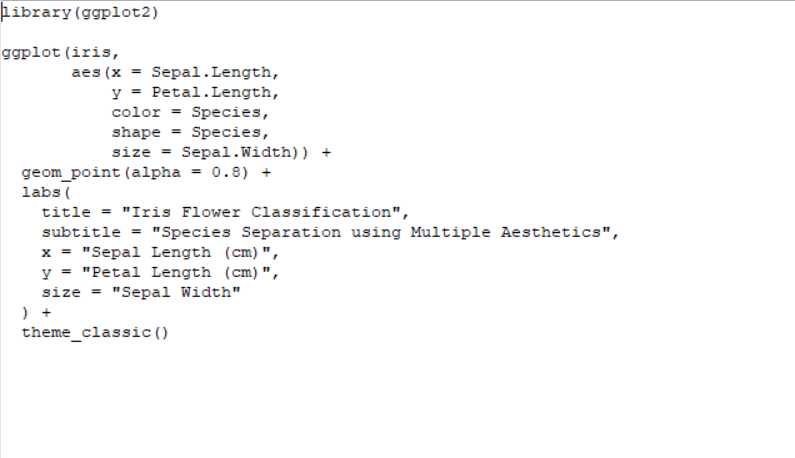 library(ggplot2)

ggplot(iris,
       aes(x = Sepal.Length,
           y = Petal.Length,
           color = Species,
           shape = Species,
           size = Sepal.Width)) +
  geom_point(alpha = 0.8) +
  labs(
    title = "Iris Flower Classification",
    subtitle = "Species Separation using Multiple Aesthetics",
    x = "Sepal Length (cm)",
    y = "Petal Length (cm)",
    size = "Sepal Width"
  ) +
  theme_classic()